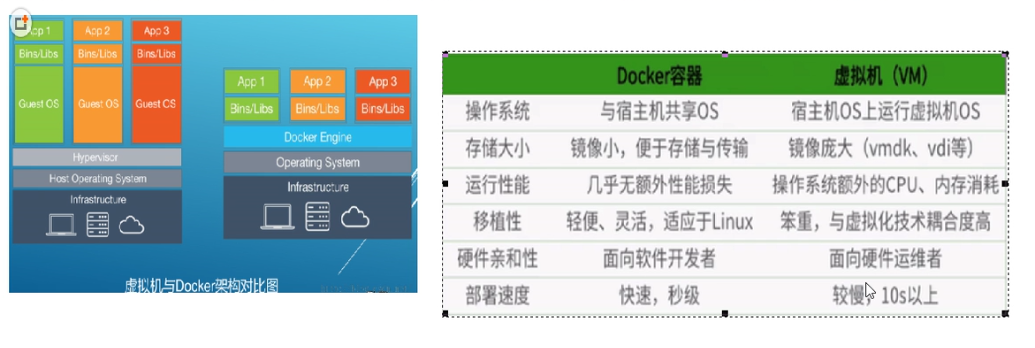 App 1 App 2 App 3
Bins/Libs Bins/Libs Bins/Libs
Guest OS Guest OS Guest OS
Hypervisor
Host Operating System
Infrastructure
App 1 App 2 App 3
Bins/Libs Bins/Libs Bins/Libs
Docker Engine
Operating System
Infrastructure
虚拟机与Docker架构对比图
Docker容器 虚拟机（VM）
操作系统 与宿主机共享OS 宿主机OS上运行虚拟机OS
存储大小 镜像小，便于存储与传输 镜像庞大（vmdk、vdi等）
运行性能 几乎无额外性能损失 操作系统额外的CPU、内存消耗
移植性 轻便、灵活，适应于Linux 笨重，与虚拟化技术耦合度高
硬件亲和性 面向软件开发者 面向硬件运维者
部署速度 快速，秒级 较慢，10s以上